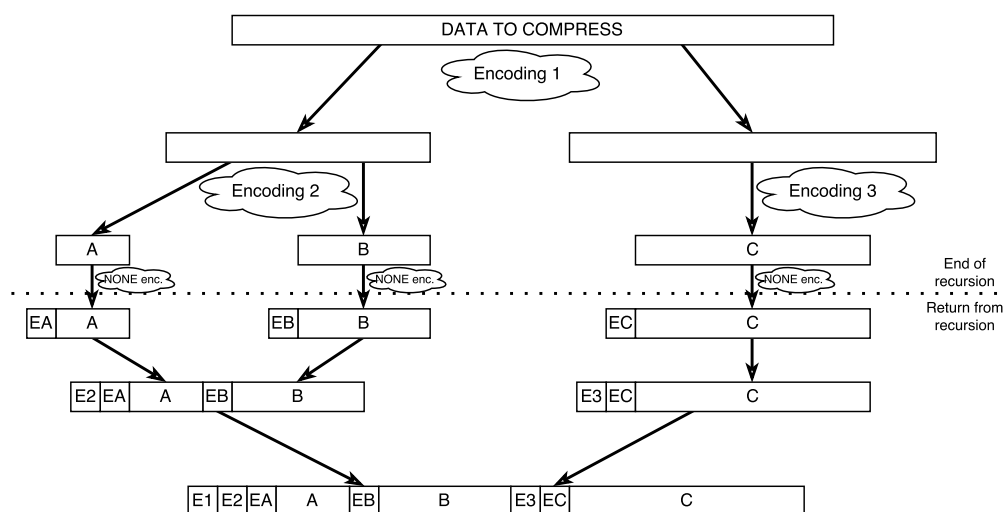 DATA TO COMPRESS
Encoding 1
Encoding 2
Encoding 3
A
B
C
NONE enc.
NONE enc.
NONE enc.
End of
recursion
Return from
recursion
EA A
EB B
EC C
E2 EA A EB B
E3 EC C
E1 E2 EA A EB B E3 EC C